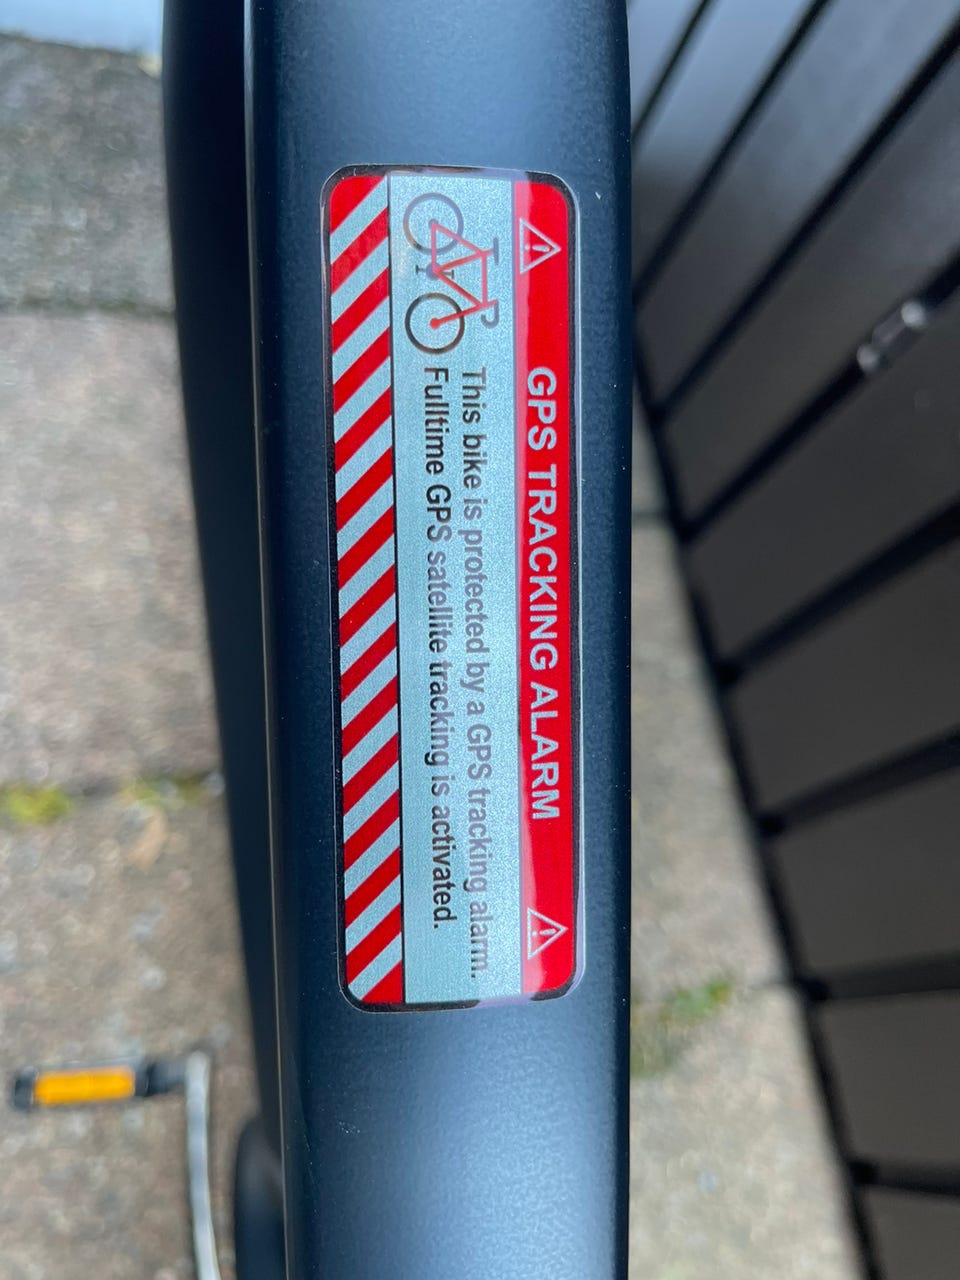 GPS TRACKING ALARM
This bike is protected by a GPS tracking alarm.
Fulltime GPS satellite tracking is activated.